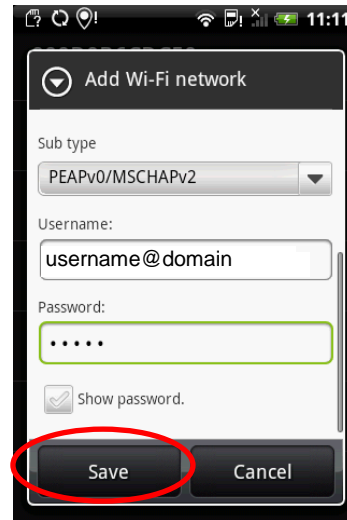 11:11
Add Wi-Fi network
Sub type
PEAPv0/MSCHAPv2
Username:
username@domain
Password:
•••••
Show password.
Save
Cancel